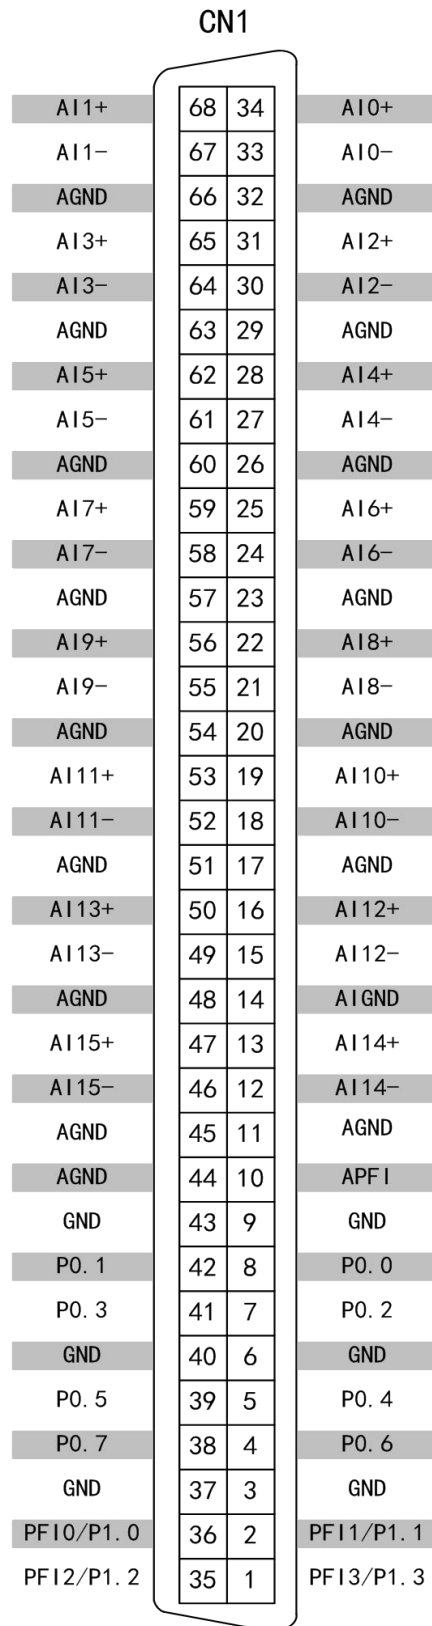 CN1
AI1+ 68 34 AI0+
AI1- 67 33 AI0-
AGND 66 32 AGND
AI3+ 65 31 AI2+
AI3- 64 30 AI2-
AGND 63 29 AGND
AI5+ 62 28 AI4+
AI5- 61 27 AI4-
AGND 60 26 AGND
AI7+ 59 25 AI6+
AI7- 58 24 AI6-
AGND 57 23 AGND
AI9+ 56 22 AI8+
AI9- 55 21 AI8-
AGND 54 20 AGND
AI11+ 53 19 AI10+
AI11- 52 18 AI10-
AGND 51 17 AGND
AI13+ 50 16 AI12+
AI13- 49 15 AI12-
AGND 48 14 AIGND
AI15+ 47 13 AI14+
AI15- 46 12 AI14-
AGND 45 11 AGND
AGND 44 10 APFI
GND 43 9 GND
P0.1 42 8 P0.0
P0.3 41 7 P0.2
GND 40 6 GND
P0.5 39 5 P0.4
P0.7 38 4 P0.6
GND 37 3 GND
PFI0/P1.0 36 2 PFI1/P1.1
PFI2/P1.2 35 1 PFI3/P1.3